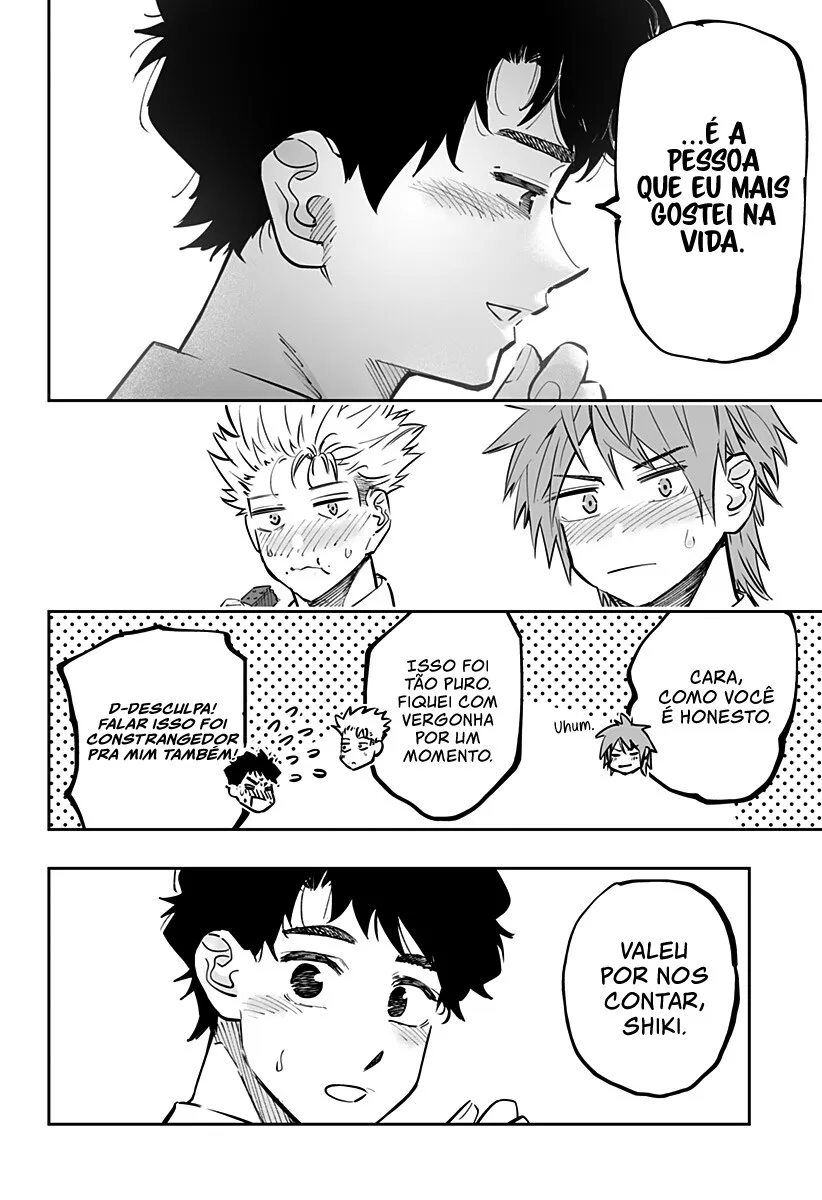 ...É A
PESSOA
QUE EU MAIS
GOSTEI NA
VIDA.
CARA,
COMO VOCÊ
É HONESTO.
Uhum.
ISSO FOI
TÃO PURO.
FIQUEI COM
VERGONHA
POR UM
MOMENTO.
D-DESCULPA!
FALAR ISSO FOI
CONSTRANGEDOR
PRA MIM TAMBÉM!
VALEU
POR NOS
CONTAR,
SHIKI.